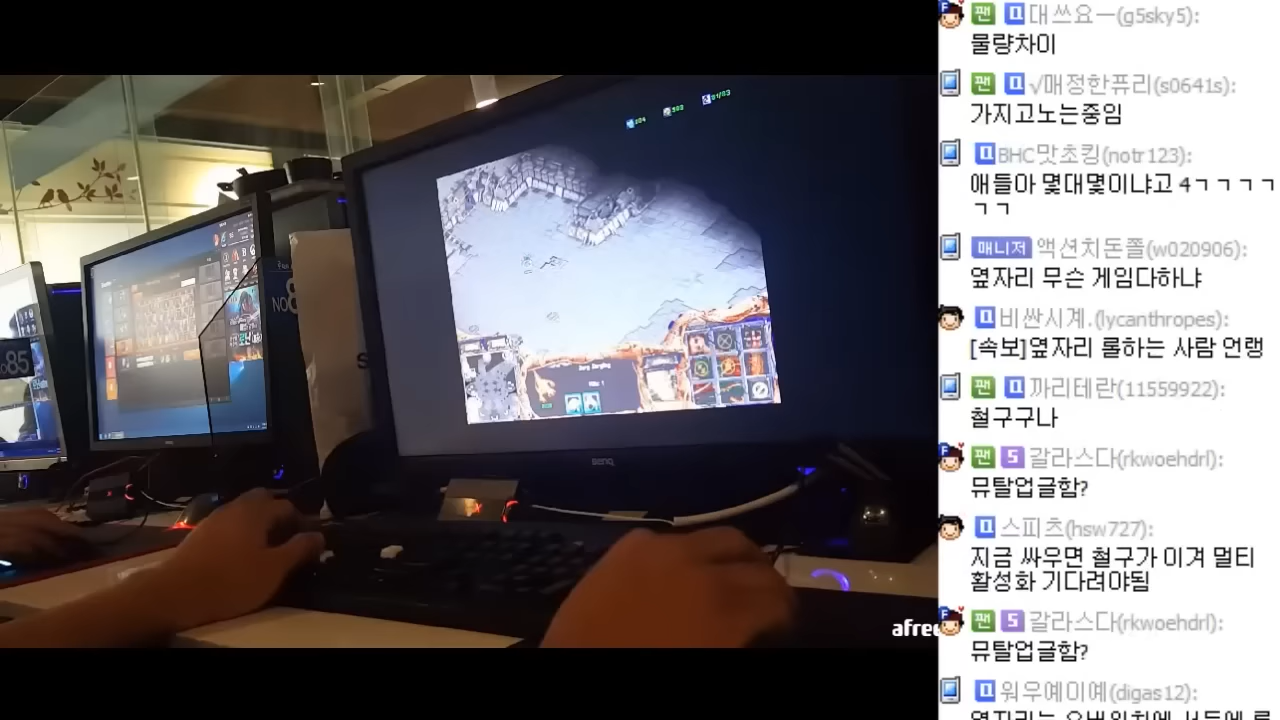 대쓰요ㅡ(g5sky5):
물량차이
√매정한퓨리(s0641s):
가지고노는중임
BHC맛초킹(notr123):
애들아 몇대몇이냐고 4ㄱㄱㄱㄱ
ㄱㄱ
매니저 액션치돈쫄(w020906):
옆자리 무슨 게임다하냐
비싼시계.(lycanthropes):
[속보]옆자리 롤하는 사람 언랭
팬 까리테란(11559922):
철구구나
팬 S 갈라스다(rkwoehdrl):
뮤탈업글함?
스피츠(hsw727):
지금 싸우면 철구가 이겨 멀티
활성화 기다려야됨
팬 S 갈라스다(rkwoehdrl):
뮤탈업글함?
워우예이예(digas12):
NO
85
Zerg Zergling
BenQ
afree